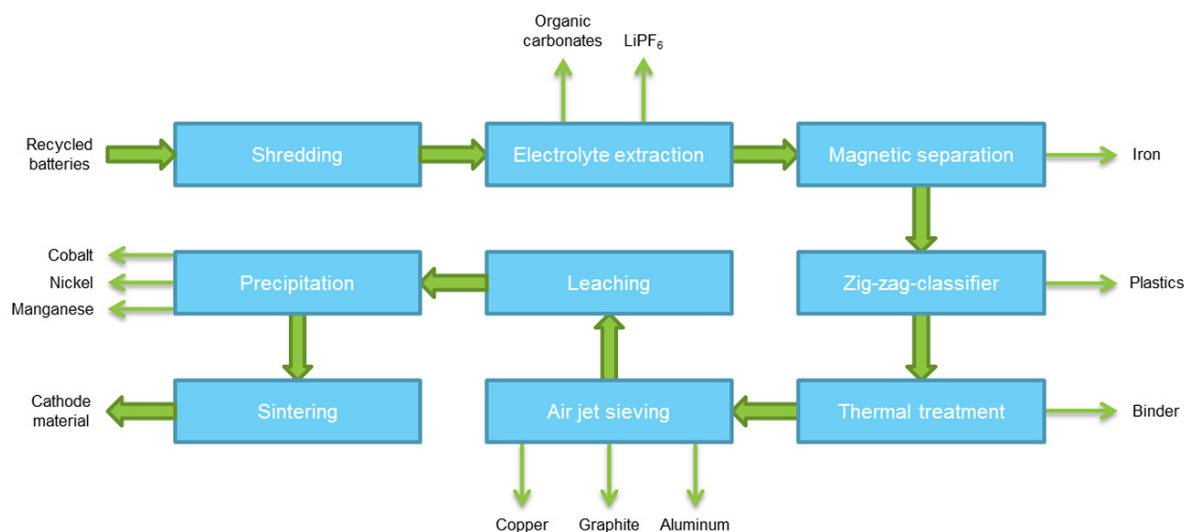 Organic
carbonates
LiPF₆
Recycled
batteries
Shredding
Electrolyte extraction
Magnetic separation
Iron
Cobalt
Nickel
Manganese
Precipitation
Leaching
Zig-zag-classifier
Plastics
Cathode
material
Sintering
Air jet sieving
Thermal treatment
Binder
Copper
Graphite
Aluminum